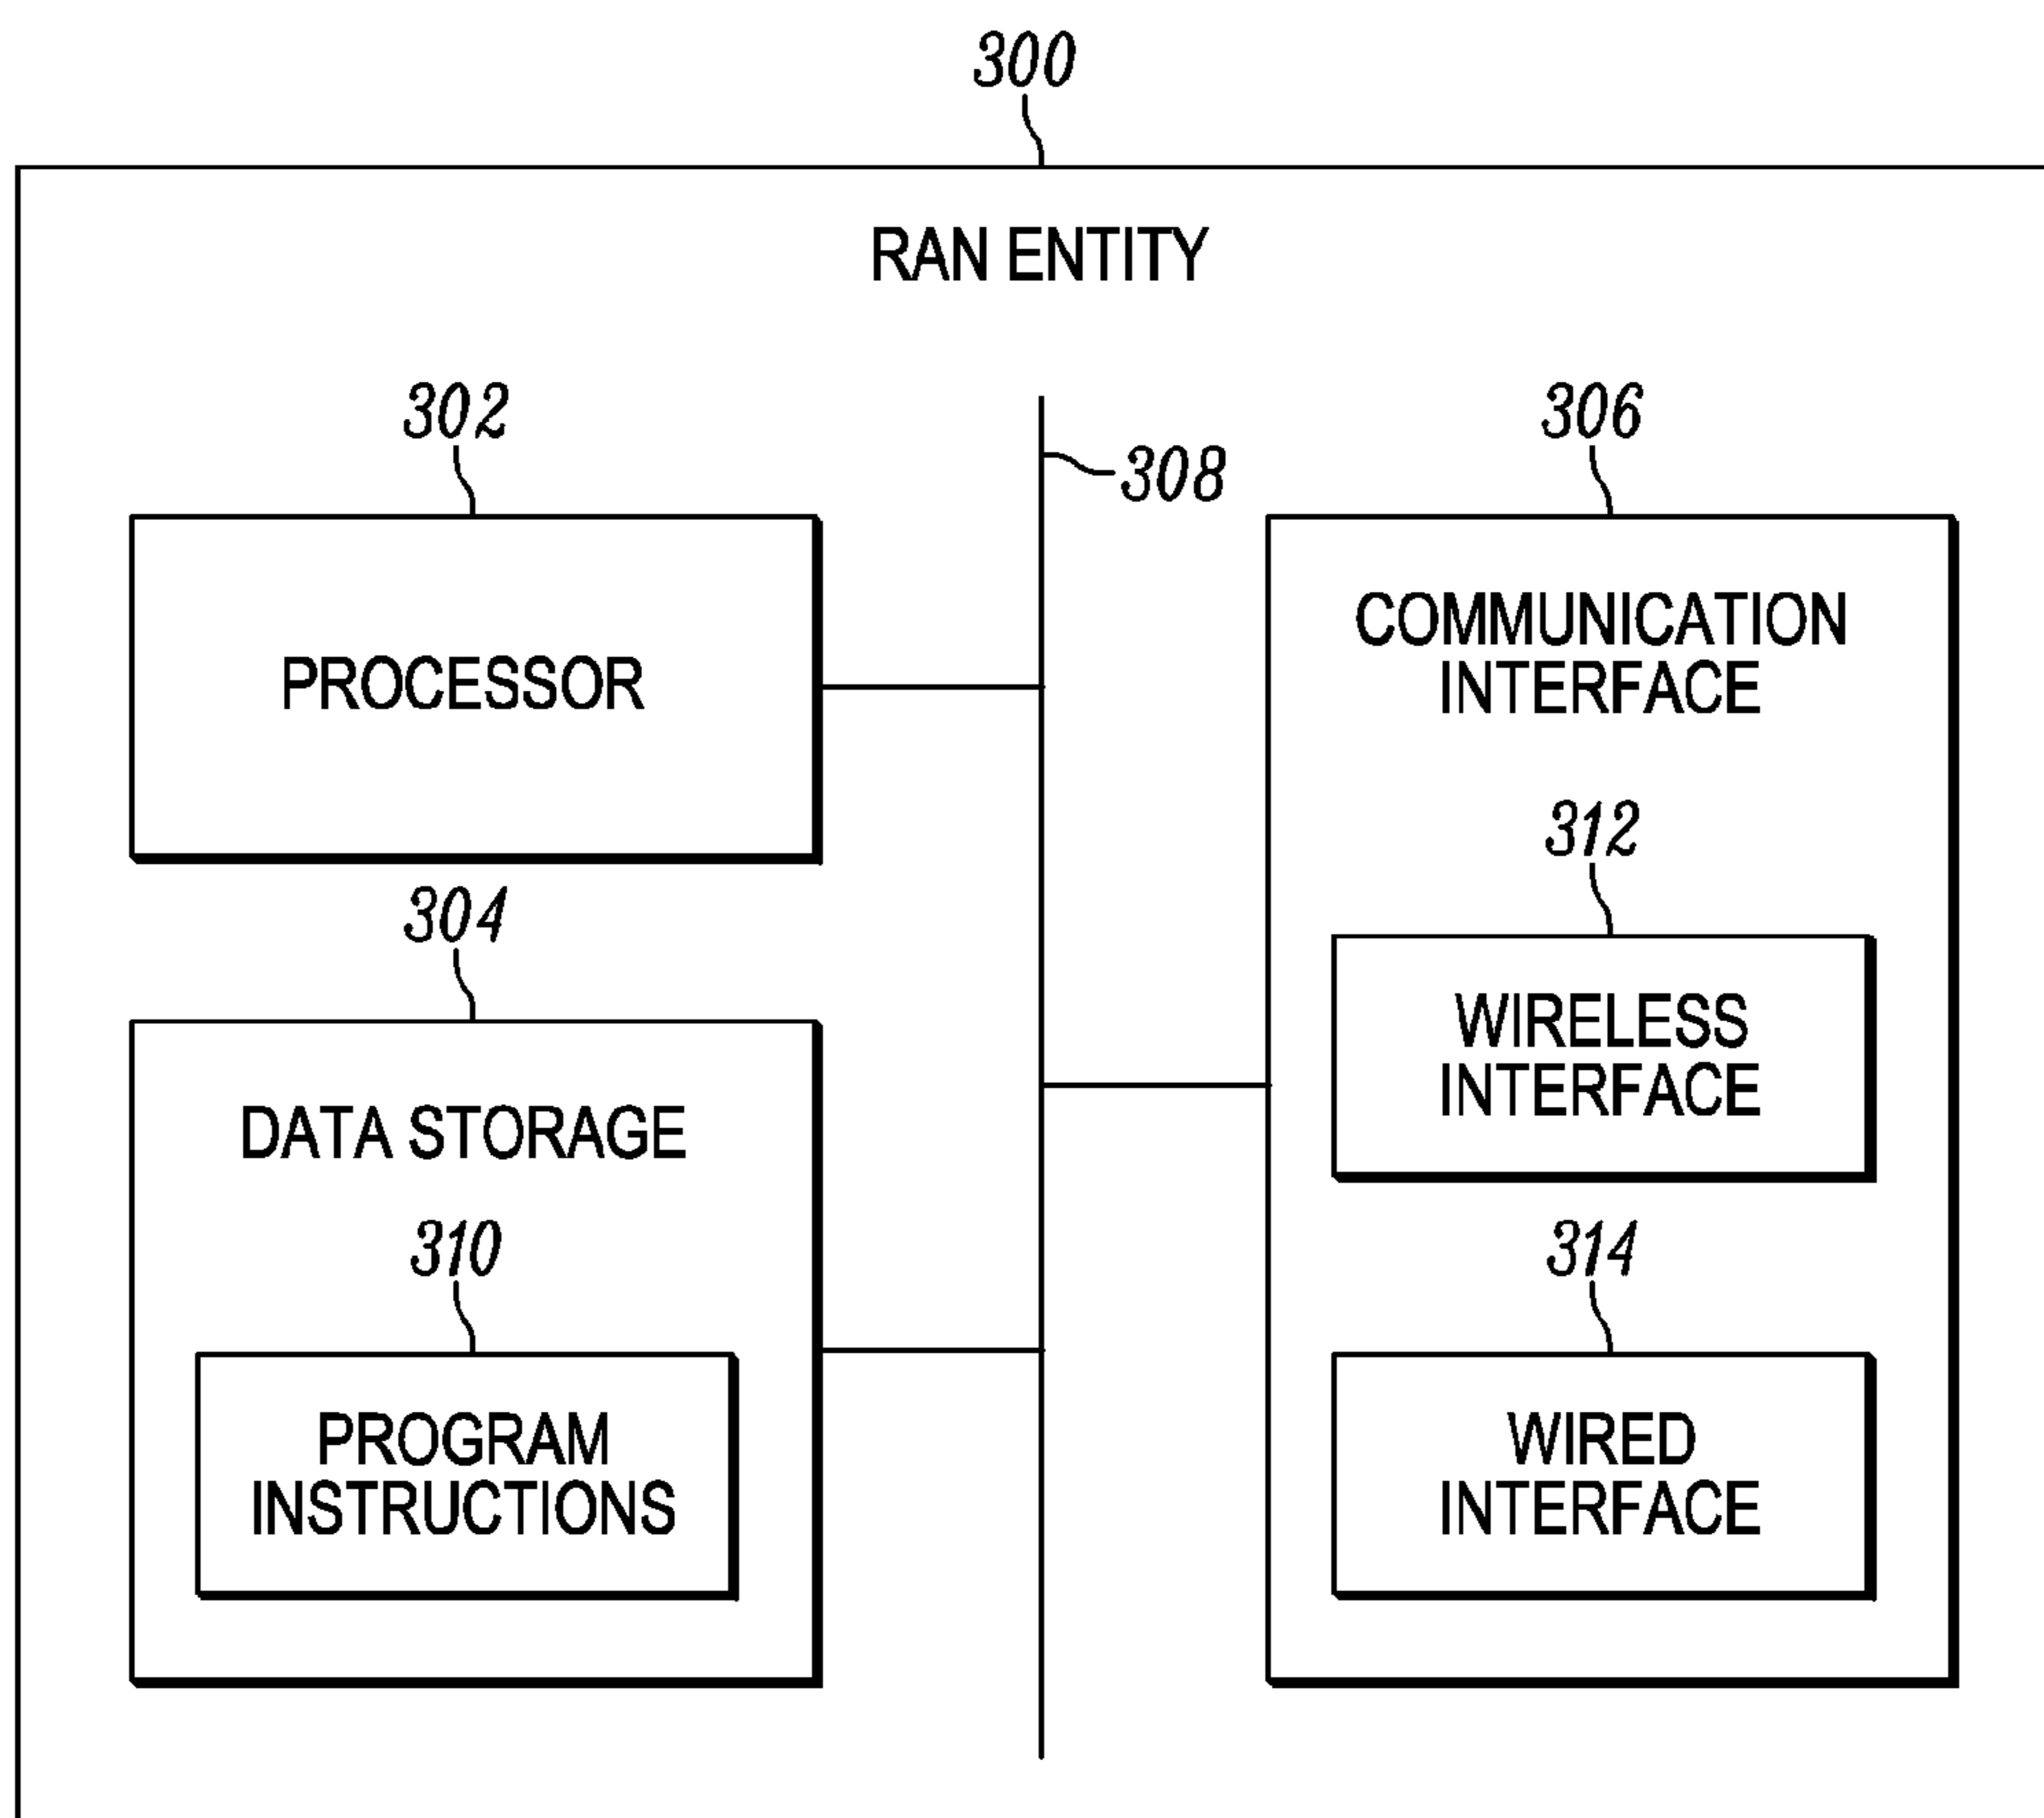 300
RAN ENTITY
302
308
306
PROCESSOR
COMMUNICATION
INTERFACE
312
304
WIRELESS
INTERFACE
DATA STORAGE
310
314
PROGRAM
INSTRUCTIONS
WIRED
INTERFACE